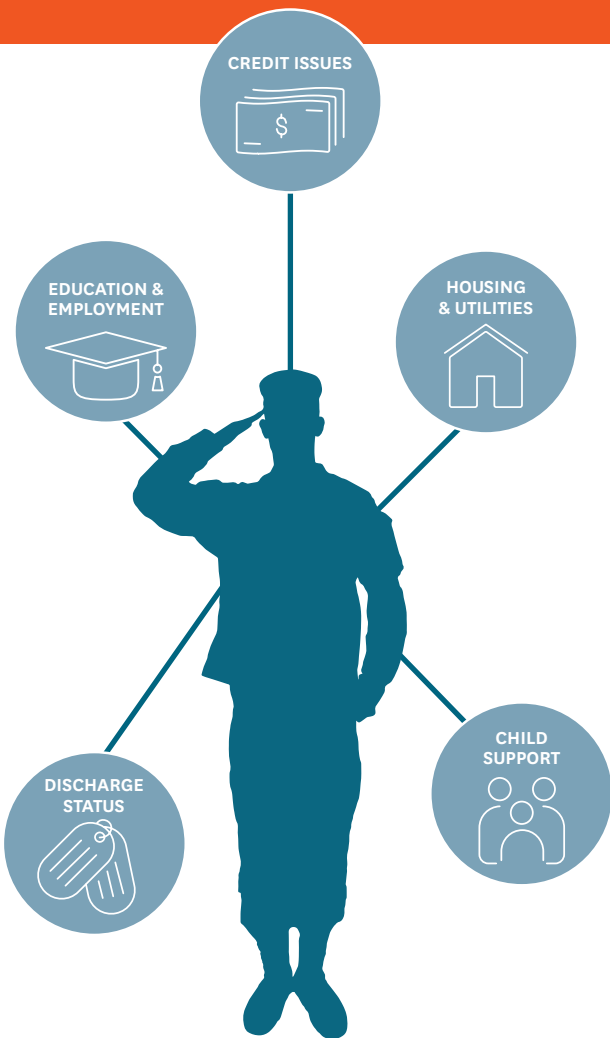 CREDIT ISSUES
$
EDUCATION &
EMPLOYMENT
HOUSING
& UTILITIES
DISCHARGE
STATUS
CHILD
SUPPORT